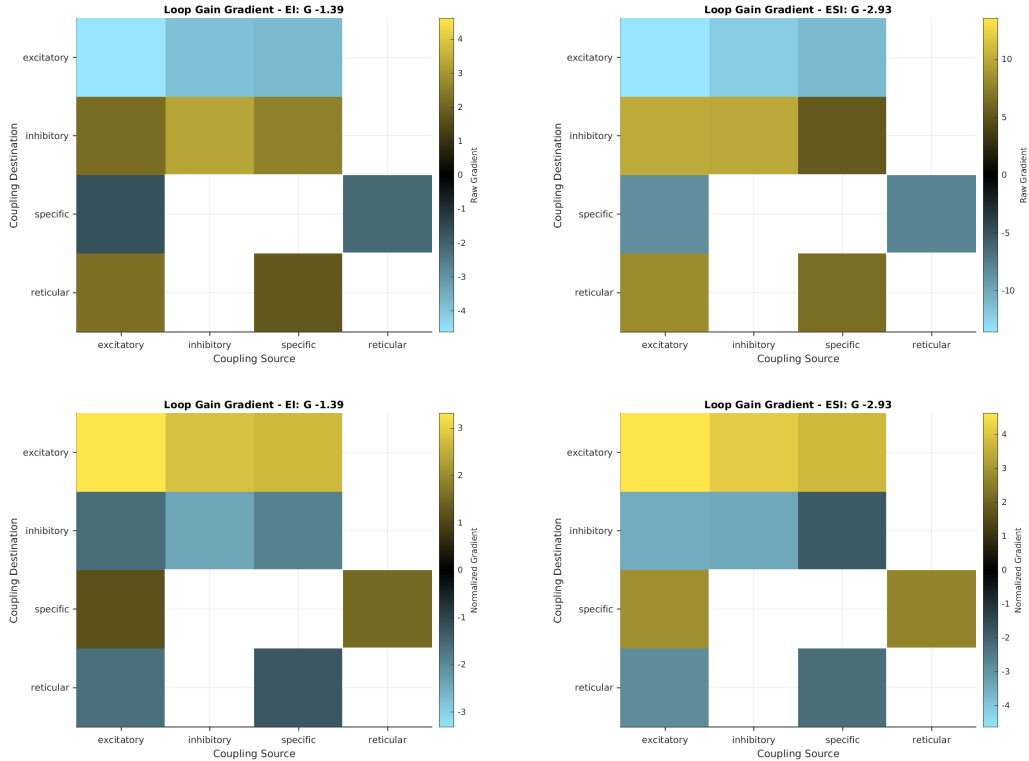 Loop Gain Gradient - EI: G -1.39
excitatory
inhibitory
specific
reticular
Coupling Destination
excitatory
inhibitory
specific
reticular
Coupling Source
4
3
2
1
0
-1
-2
-3
-4
Raw Gradient
Loop Gain Gradient - ESI: G -2.93
excitatory
inhibitory
specific
reticular
Coupling Destination
excitatory
inhibitory
specific
reticular
Coupling Source
10
5
0
-5
-10
Raw Gradient
Loop Gain Gradient - EI: G -1.39
excitatory
inhibitory
specific
reticular
Coupling Destination
excitatory
inhibitory
specific
reticular
Coupling Source
3
2
1
0
-1
-2
-3
Normalized Gradient
Loop Gain Gradient - ESI: G -2.93
excitatory
inhibitory
specific
reticular
Coupling Destination
excitatory
inhibitory
specific
reticular
Coupling Source
4
3
2
1
0
-1
-2
-3
-4
Normalized Gradient